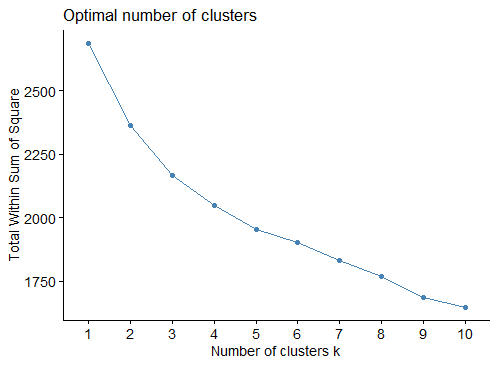 Optimal number of clusters
Total Within Sum of Square
2500
2250
2000
1750
1 2 3 4 5 6 7 8 9 10
Number of clusters k